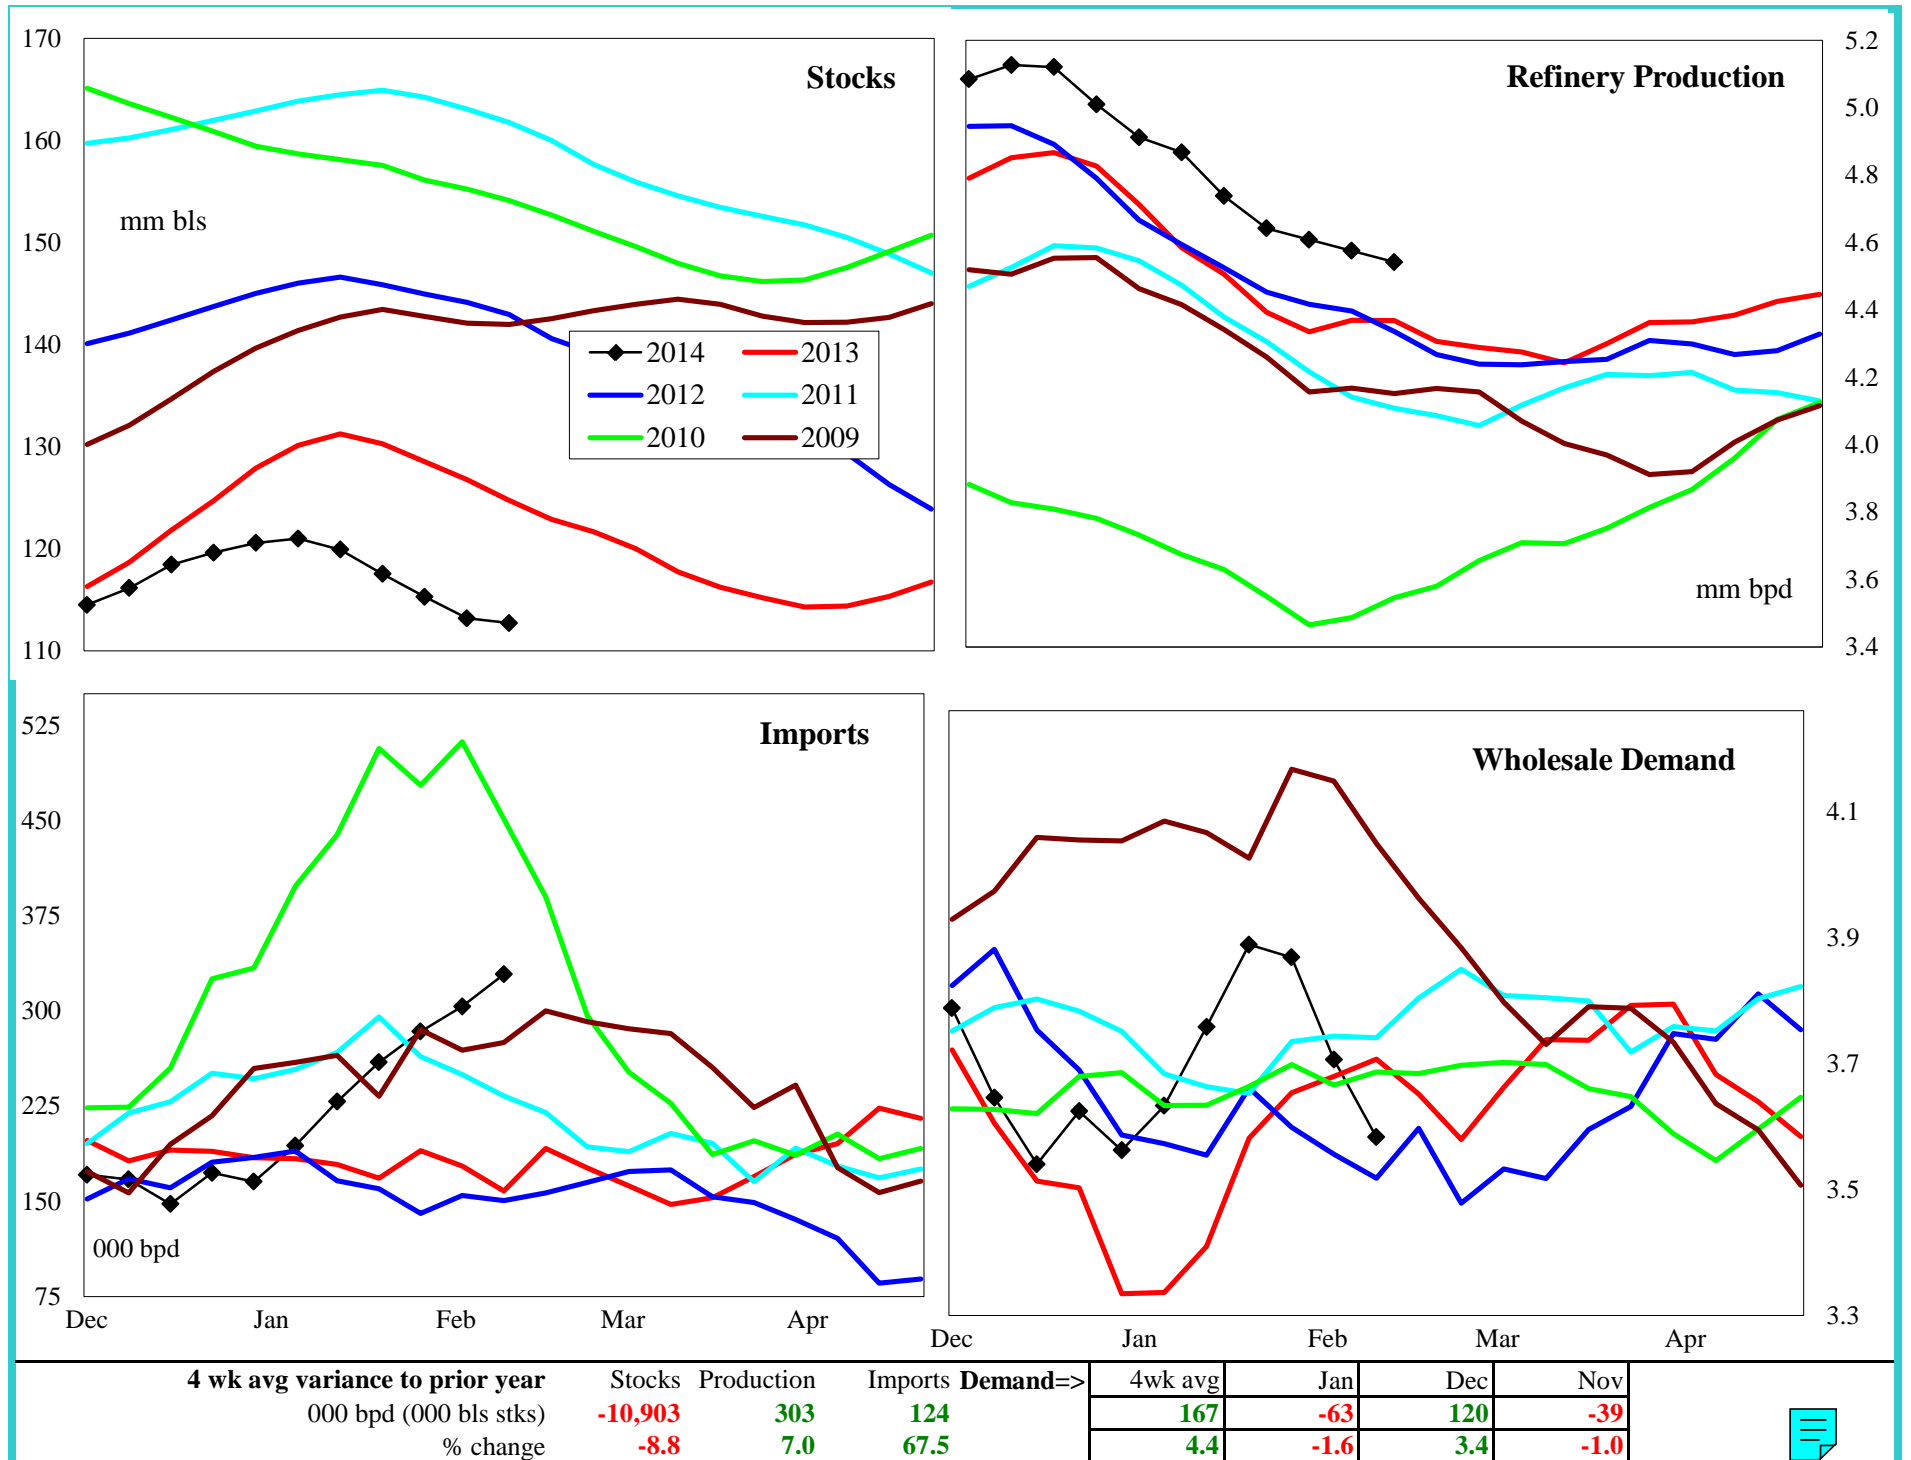 Stocks
170
160
150
140
130
120
110
mm bls
2014 2013
2012 2011
2010 2009
Refinery Production
5.2
5.0
4.8
4.6
4.4
4.2
4.0
3.8
3.6
3.4
mm bpd
Imports
525
450
375
300
225
150
75
000 bpd
Dec Jan Feb Mar Apr
Wholesale Demand
4.1
3.9
3.7
3.5
3.3
Dec Jan Feb Mar Apr
4 wk avg variance to prior year Stocks Production Imports Demand=> 4wk avg Jan Dec Nov
000 bpd (000 bls stks) -10,903 303 124 167 -63 120 -39
% change -8.8 7.0 67.5 4.4 -1.6 3.4 -1.0